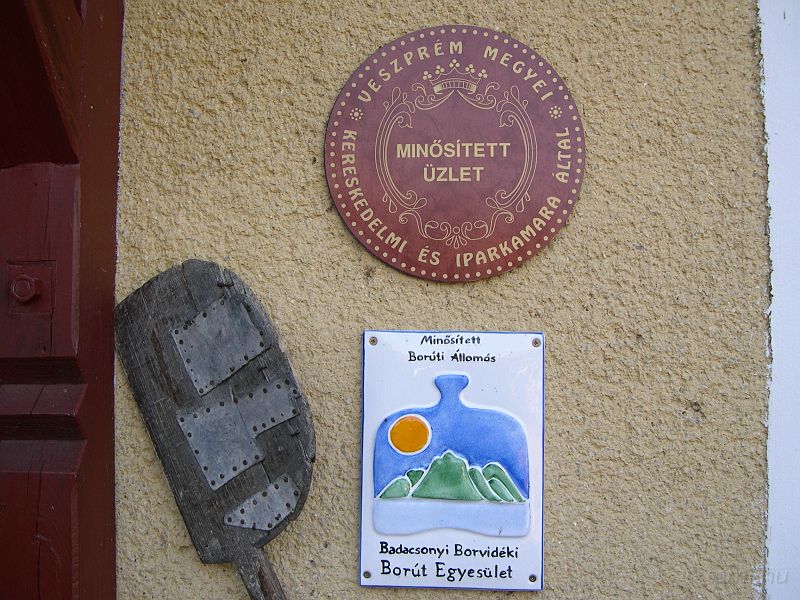 VESZPRÉM MEGYEI
KERESKEDELMI ÉS IPARKAMARA ÁLTAL
MINŐSÍTETT
ÜZLET
Minősített
Borúti Állomás
Badacsonyi Borvidéki
Borút Egyesület